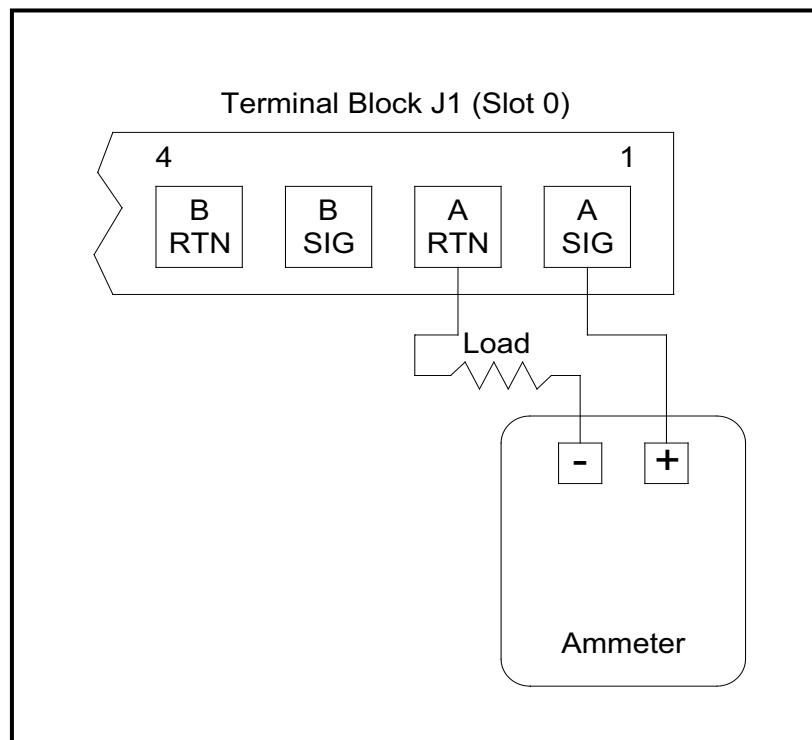 Terminal Block J1 (Slot 0)
4 1
B RTN B SIG A RTN A SIG
Load
- +
Ammeter